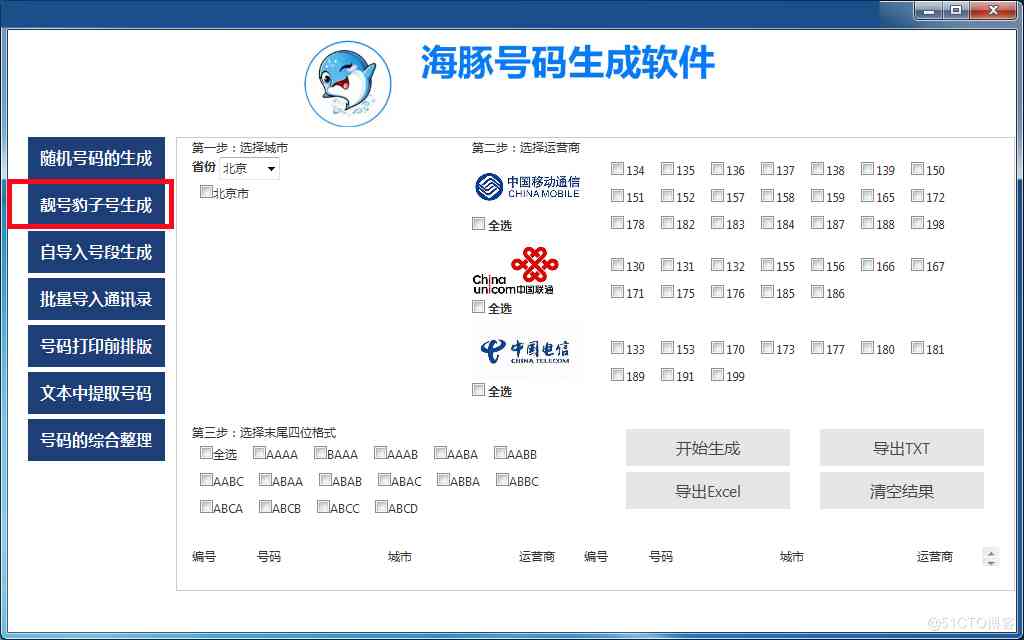 海豚号码生成软件
随机号码的生成
靓号豹子号生成
自导入号段生成
批量导入通讯录
号码打印前排版
文本中提取号码
号码的综合整理
第一步：选择城市
省份 北京
北京市
第二步：选择运营商
中国移动通信
CHINA MOBILE
全选
134 135 136 137 138 139 150
151 152 157 158 159 165 172
178 182 183 184 187 188 198
China
unicom中国联通
全选
130 131 132 155 156 166 167
171 175 176 185 186
中国电信
CHINA TELECOM
全选
133 153 170 173 177 180 181
189 191 199
第三步：选择末尾四位格式
全选 AAAA BAAA AAAB AABA AABB
AABC ABAA ABAB ABAC ABBA ABBC
ABCA ABCB ABCC ABCD
开始生成 导出TXT
导出Excel 清空结果
编号 号码 城市 运营商 编号 号码 城市 运营商
@51CTO博客